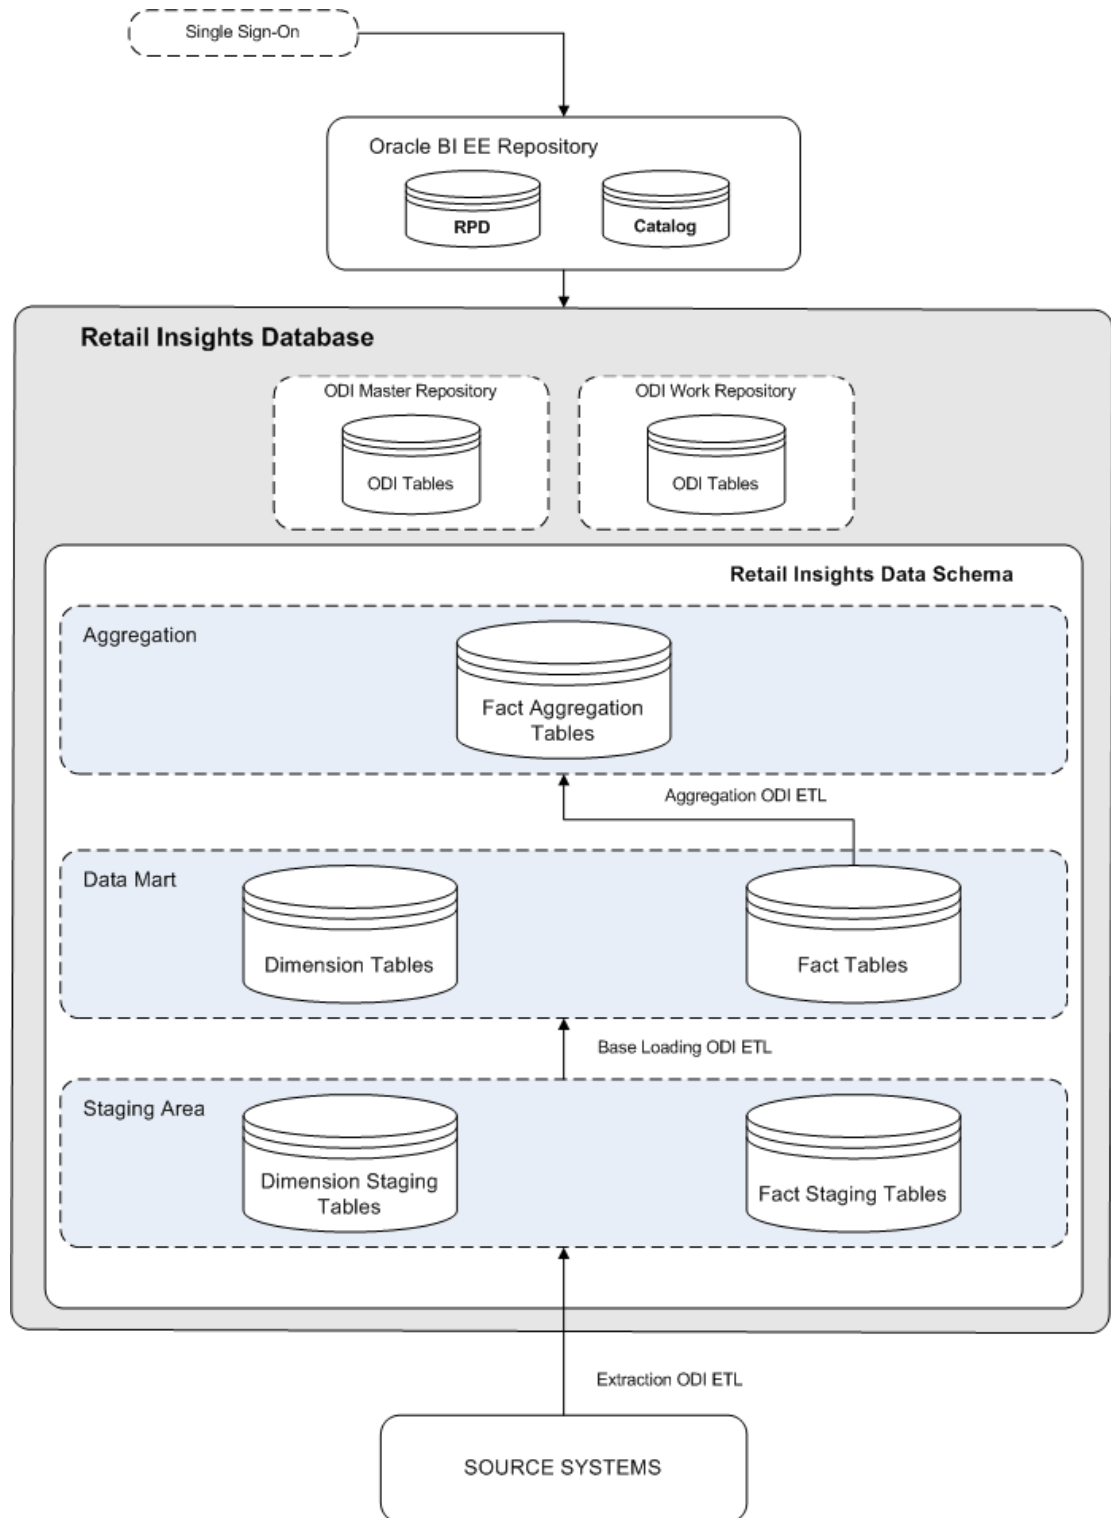 Single Sign-On
Oracle BI EE Repository
RPD
Catalog
Retail Insights Database
ODI Master Repository
ODI Work Repository
ODI Tables
ODI Tables
Retail Insights Data Schema
Aggregation
Fact Aggregation
Tables
Aggregation ODI ETL
Data Mart
Dimension Tables
Fact Tables
Base Loading ODI ETL
Staging Area
Dimension Staging
Tables
Fact Staging Tables
Extraction ODI ETL
SOURCE SYSTEMS